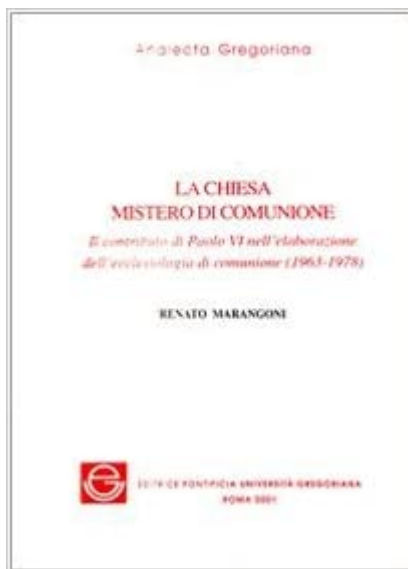 Analecta Gregoriana
LA CHIESA
MISTERO DI COMUNIONE
Il contributo di Paolo VI nell'elaborazione
dell'ecclesiologia di comunione (1963-1978)
RENATO MARANGONI
EDITRICE PONTIFICIA UNIVERSITÀ GREGORIANA
ROMA 2001